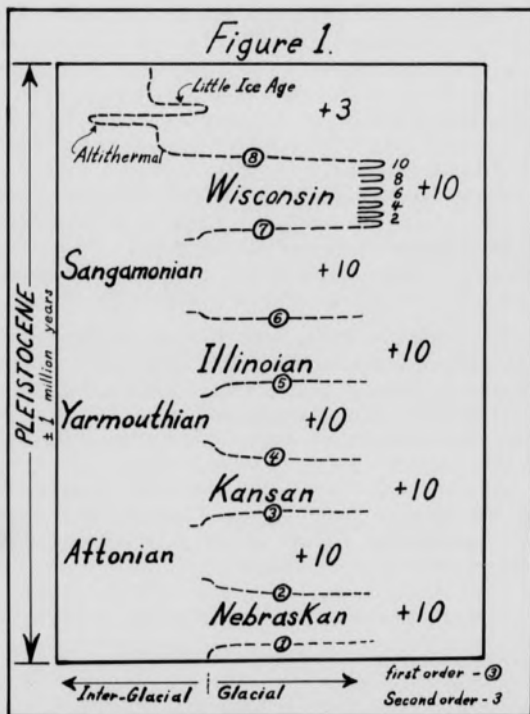 Figure 1.
Little Ice Age
+3
Altithermal
⑧
10
8
6
4
2
Wisconsin
+10
⑦
Sangamonian
+10
⑥
Illinoian
+10
⑤
Yarmouthian
+10
④
Kansan
+10
③
Aftonian
+10
②
Nebraskan
+10
①
PLEISTOCENE
± 1 million years
Inter-Glacial
Glacial
first order - ③
Second order - 3